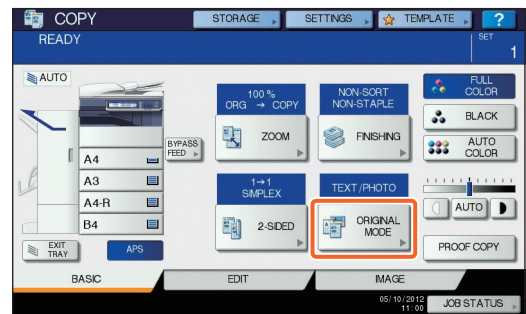 COPY
STORAGE
SETTINGS
TEMPLATE
?
READY
SET
1
AUTO
100 %
ORG → COPY
NON-SORT
NON-STAPLE
FULL
COLOR
ZOOM
FINISHING
BLACK
BYPASS
FEED
AUTO
COLOR
A4
A3
A4-R
B4
1→1
SIMPLEX
TEXT/PHOTO
2-SIDED
ORIGINAL
MODE
AUTO
EXIT
TRAY
APS
PROOF COPY
BASIC
EDIT
IMAGE
05/10/2012
11:00
JOB STATUS